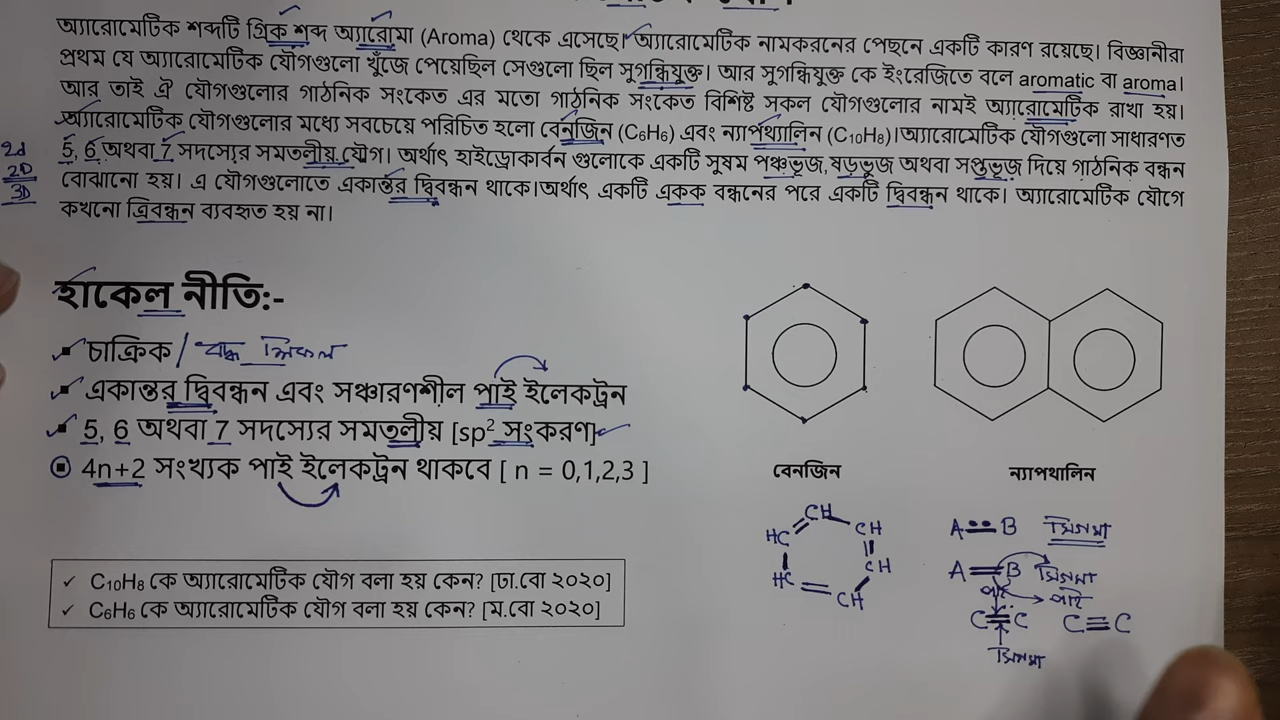 অ্যারোমেটিক শব্দটি গ্রিক শব্দ অ্যারোমা (Aroma) থেকে এসেছে। অ্যারোমেটিক নামকরনের পেছনে একটি কারণ রয়েছে। বিজ্ঞানীরা
প্রথম যে অ্যারোমেটিক যৌগগুলো খুঁজে পেয়েছিল সেগুলো ছিল সুগন্ধিযুক্ত। আর সুগন্ধিযুক্ত কে ইংরেজিতে বলে aromatic বা aroma।
আর তাই ঐ যৌগগুলোর গাঠনিক সংকেত এর মতো গাঠনিক সংকেত বিশিষ্ট সকল যৌগগুলোর নামই অ্যারোমেটিক রাখা হয়।
অ্যারোমেটিক যৌগগুলোর মধ্যে সবচেয়ে পরিচিত হলো বেনজিন (C₆H₆) এবং ন্যাপথ্যালিন (C₁₀H₈)।অ্যারোমেটিক যৌগগুলো সাধারণত
5, 6 অথবা 7 সদস্যের সমতলীয় যৌগ। অর্থাৎ হাইড্রোকার্বন গুলোকে একটি সুষম পঞ্চভূজ, ষড়ভুজ অথবা সপ্তভূজ দিয়ে গাঠনিক বন্ধন
বোঝানো হয়। এ যৌগগুলোতে একান্তর দ্বিবন্ধন থাকে।অর্থাৎ একটি একক বন্ধনের পরে একটি দ্বিবন্ধন থাকে। অ্যারোমেটিক যৌগে
কখনো ত্রিবন্ধন ব্যবহৃত হয় না।
2d
2D
3D
হাকেল নীতি:-
চাক্রিক / বদ্ধ শিকল
একান্তর দ্বিবন্ধন এবং সঞ্চারণশীল পাই ইলেকট্রন
5, 6 অথবা 7 সদস্যের সমতলীয় [sp² সংকরণ]
4n+2 সংখ্যক পাই ইলেকট্রন থাকবে [ n = 0,1,2,3 ]
✓ C₁₀H₈ কে অ্যারোমেটিক যৌগ বলা হয় কেন? [ঢা.বো ২০২০]
✓ C₆H₆ কে অ্যারোমেটিক যৌগ বলা হয় কেন? [ম.বো ২০২০]
বেনজিন
ন্যাপথালিন
CH
HC CH
HC CH
CH
A B সিগমা
A=B সিগমা
পাই পাই
C≡C C≡C
সিগমা